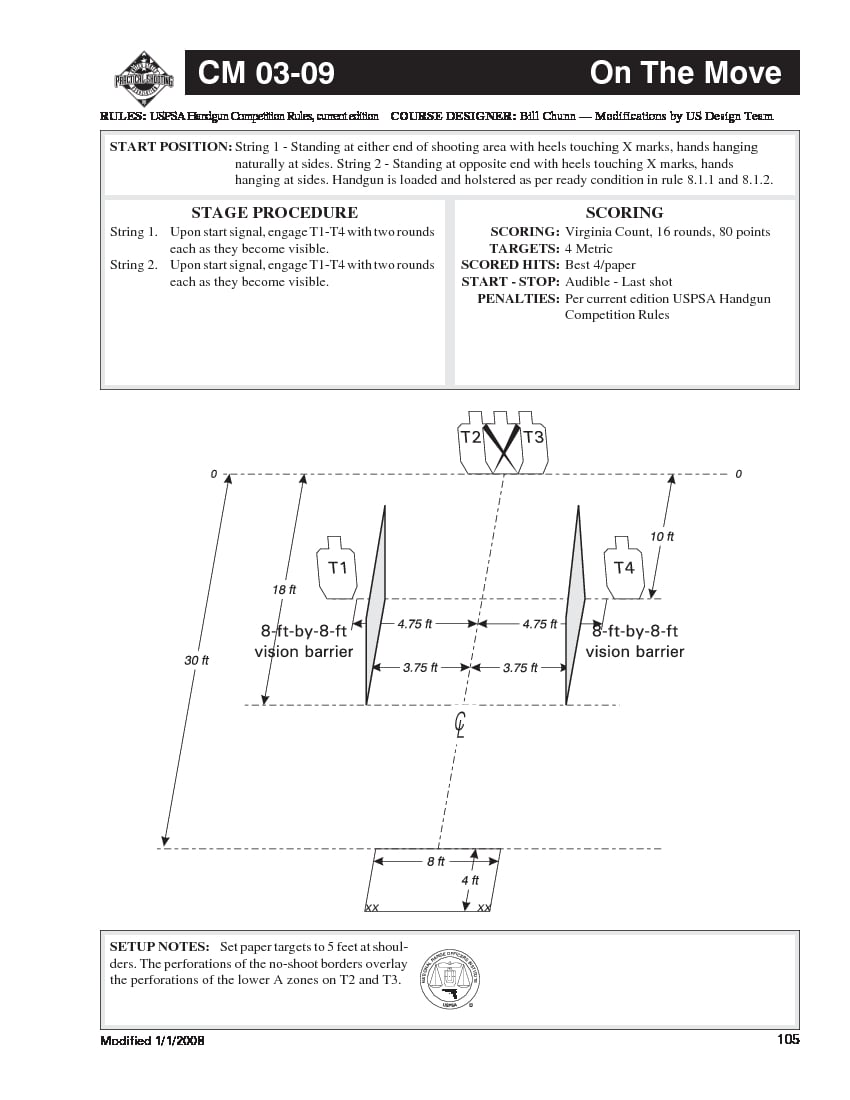 PRACTICAL SHOOTING
CM 03-09 On The Move
RULES: USPSA Handgun Competition Rules, current edition COURSE DESIGNER: Bill Chunn — Modifications by US Design Team
START POSITION: String 1 - Standing at either end of shooting area with heels touching X marks, hands hanging
naturally at sides. String 2 - Standing at opposite end with heels touching X marks, hands
hanging at sides. Handgun is loaded and holstered as per ready condition in rule 8.1.1 and 8.1.2.
STAGE PROCEDURE
String 1. Upon start signal, engage T1-T4 with two rounds
each as they become visible.
String 2. Upon start signal, engage T1-T4 with two rounds
each as they become visible.
SCORING
SCORING: Virginia Count, 16 rounds, 80 points
TARGETS: 4 Metric
SCORED HITS: Best 4/paper
START - STOP: Audible - Last shot
PENALTIES: Per current edition USPSA Handgun
Competition Rules
T2 T3
0 0
10 ft
T1 T4
18 ft
4.75 ft 4.75 ft
8-ft-by-8-ft
vision barrier
8-ft-by-8-ft
vision barrier
30 ft
3.75 ft 3.75 ft
CL
8 ft
4 ft
XX XX
SETUP NOTES: Set paper targets to 5 feet at shoul-
ders. The perforations of the no-shoot borders overlay
the perforations of the lower A zones on T2 and T3.
USPSA
Modified 1/1/2008 105